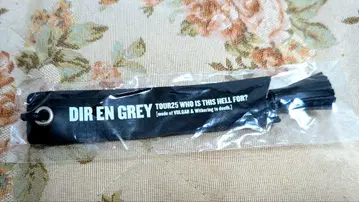 DIR EN GREY TOUR25 WHO IS THIS HELL FOR?
[mode of VULGAR & Withering to death.]